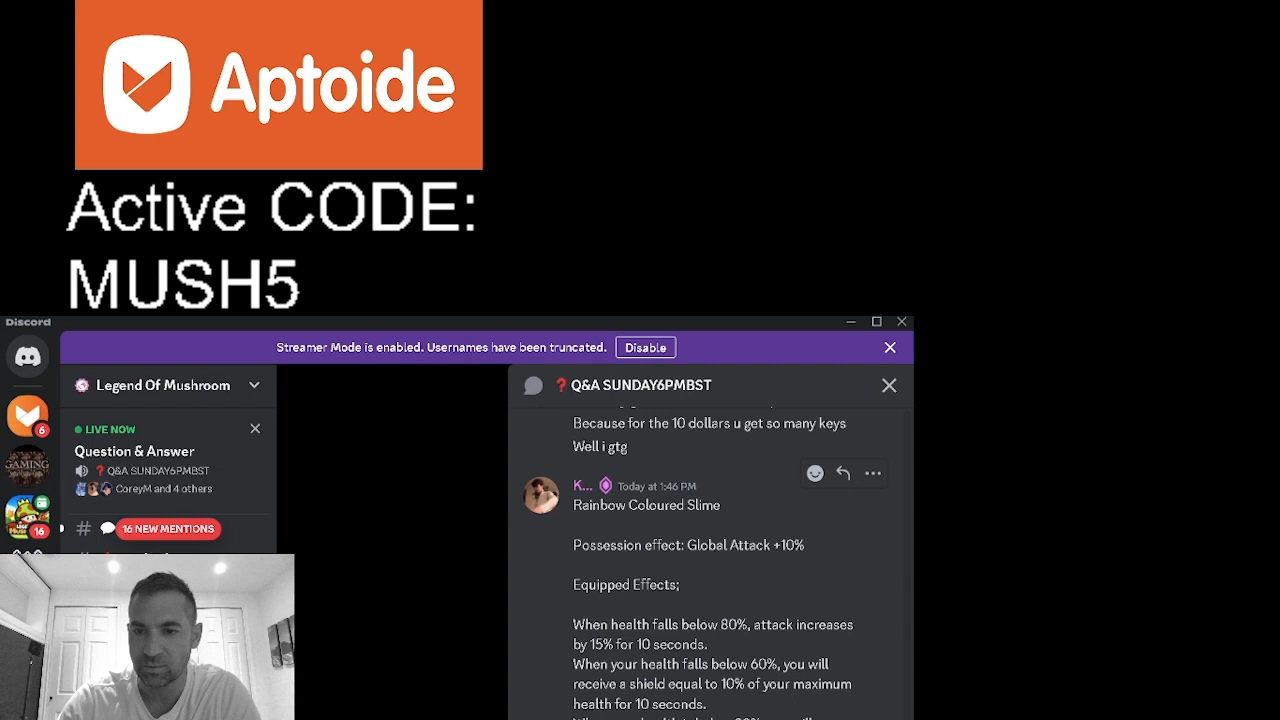 Aptoide
Active CODE:
MUSH5
Discord
Streamer Mode is enabled. Usernames have been truncated.
Disable
Legend Of Mushroom
LIVE NOW
Question & Answer
❓Q&A SUNDAY6PMBST
CoreyM and 4 others
16 NEW MENTIONS
6
GAMING
16
❓Q&A SUNDAY6PMBST
Because for the 10 dollars u get so many keys
Well i gtg
K... Today at 1:46 PM
Rainbow Coloured Slime
Possession effect: Global Attack +10%
Equipped Effects;
When health falls below 80%, attack increases
by 15% for 10 seconds.
When your health falls below 60%, you will
receive a shield equal to 10% of your maximum
health for 10 seconds.